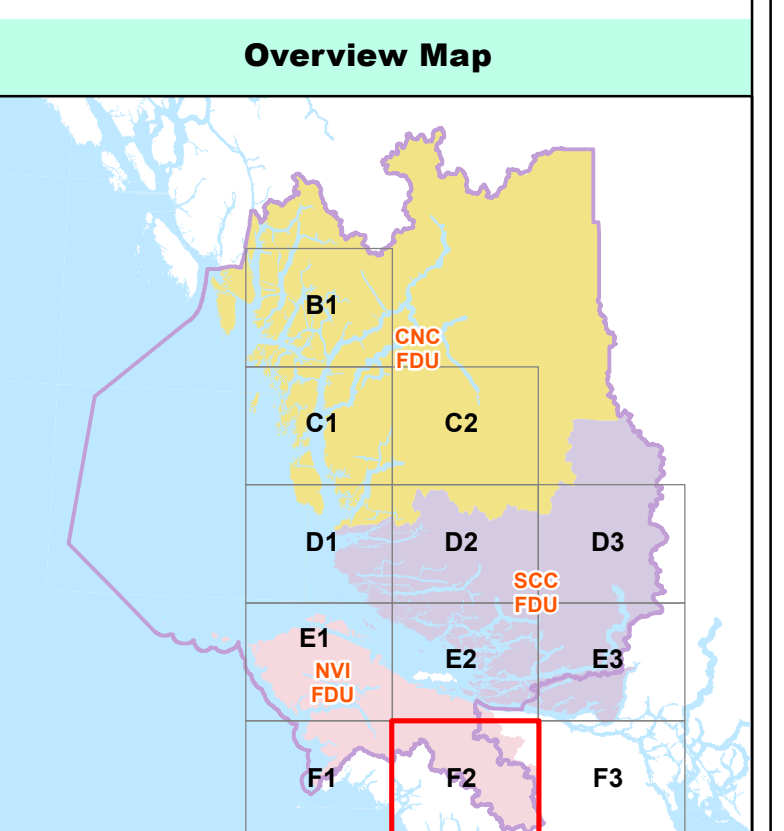 Overview Map
B1
CNC
FDU
C1
C2
D1
D2
D3
SCC
FDU
E1
E2
E3
NVI
FDU
F1
F2
F3